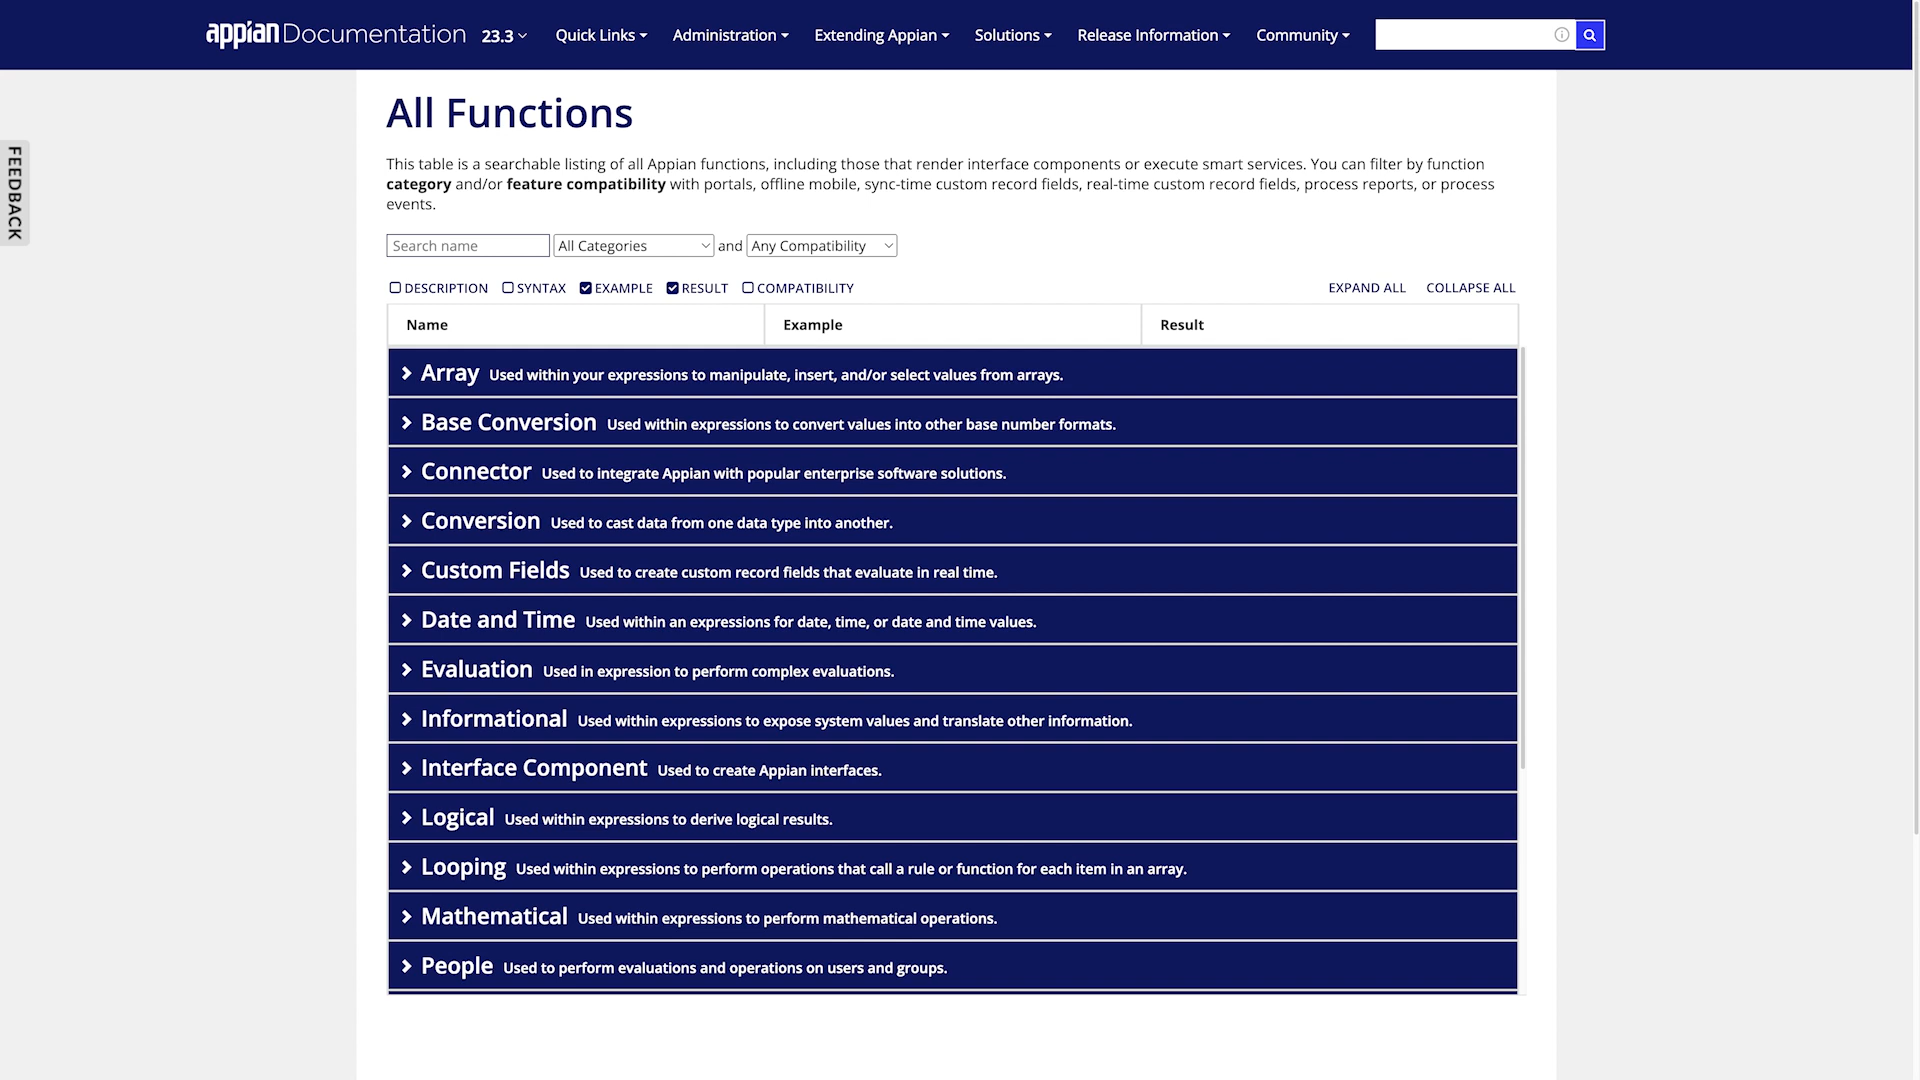 appian Documentation 23.3 Quick Links Administration Extending Appian Solutions Release Information Community
FEEDBACK
All Functions
This table is a searchable listing of all Appian functions, including those that render interface components or execute smart services. You can filter by function
category and/or feature compatibility with portals, offline mobile, sync-time custom record fields, real-time custom record fields, process reports, or process
events.
Search name All Categories and Any Compatibility
DESCRIPTION SYNTAX EXAMPLE RESULT COMPATIBILITY EXPAND ALL COLLAPSE ALL
Name Example Result
Array Used within your expressions to manipulate, insert, and/or select values from arrays.
Base Conversion Used within expressions to convert values into other base number formats.
Connector Used to integrate Appian with popular enterprise software solutions.
Conversion Used to cast data from one data type into another.
Custom Fields Used to create custom record fields that evaluate in real time.
Date and Time Used within an expressions for date, time, or date and time values.
Evaluation Used in expression to perform complex evaluations.
Informational Used within expressions to expose system values and translate other information.
Interface Component Used to create Appian interfaces.
Logical Used within expressions to derive logical results.
Looping Used within expressions to perform operations that call a rule or function for each item in an array.
Mathematical Used within expressions to perform mathematical operations.
People Used to perform evaluations and operations on users and groups.